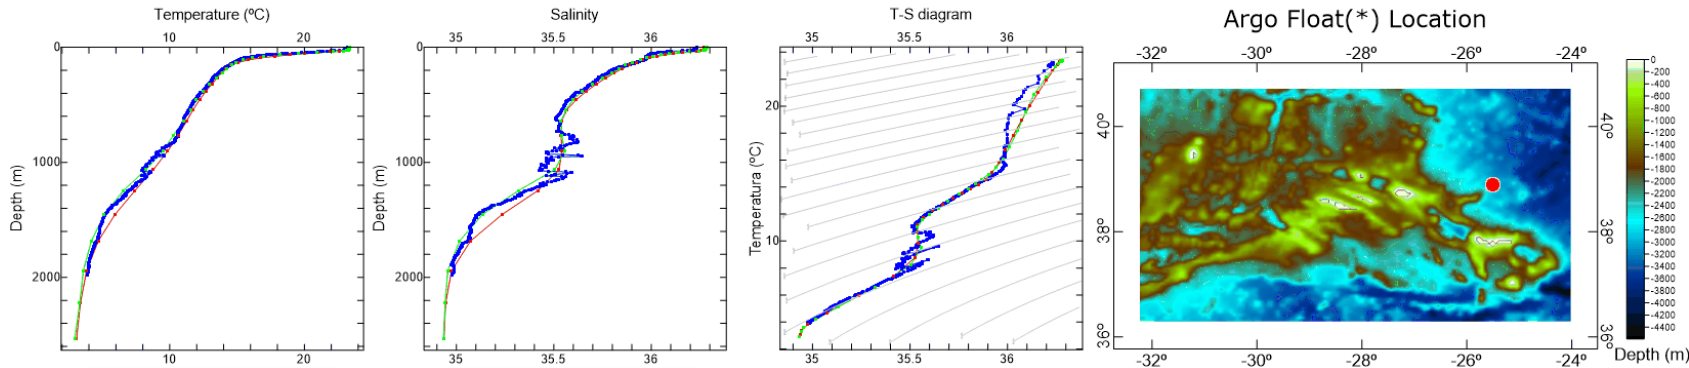 Temperature (ºC)
10
20
0
1000
2000
Depth (m)
10
20
Salinity
35
35.5
36
0
1000
2000
Depth (m)
35
35.5
36
T-S diagram
35
35.5
36
20
10
Temperatura (ºC)
35
35.5
36
Argo Float(*) Location
-32º
-30º
-28º
-26º
-24º
40º
38º
36º
40º
38º
36º
-32º
-30º
-28º
-26º
-24º
0
-200
-400
-600
-800
-1000
-1200
-1400
-1600
-1800
-2000
-2200
-2400
-2600
-2800
-3000
-3200
-3400
-3600
-3800
-4000
-4200
-4400
Depth (m)